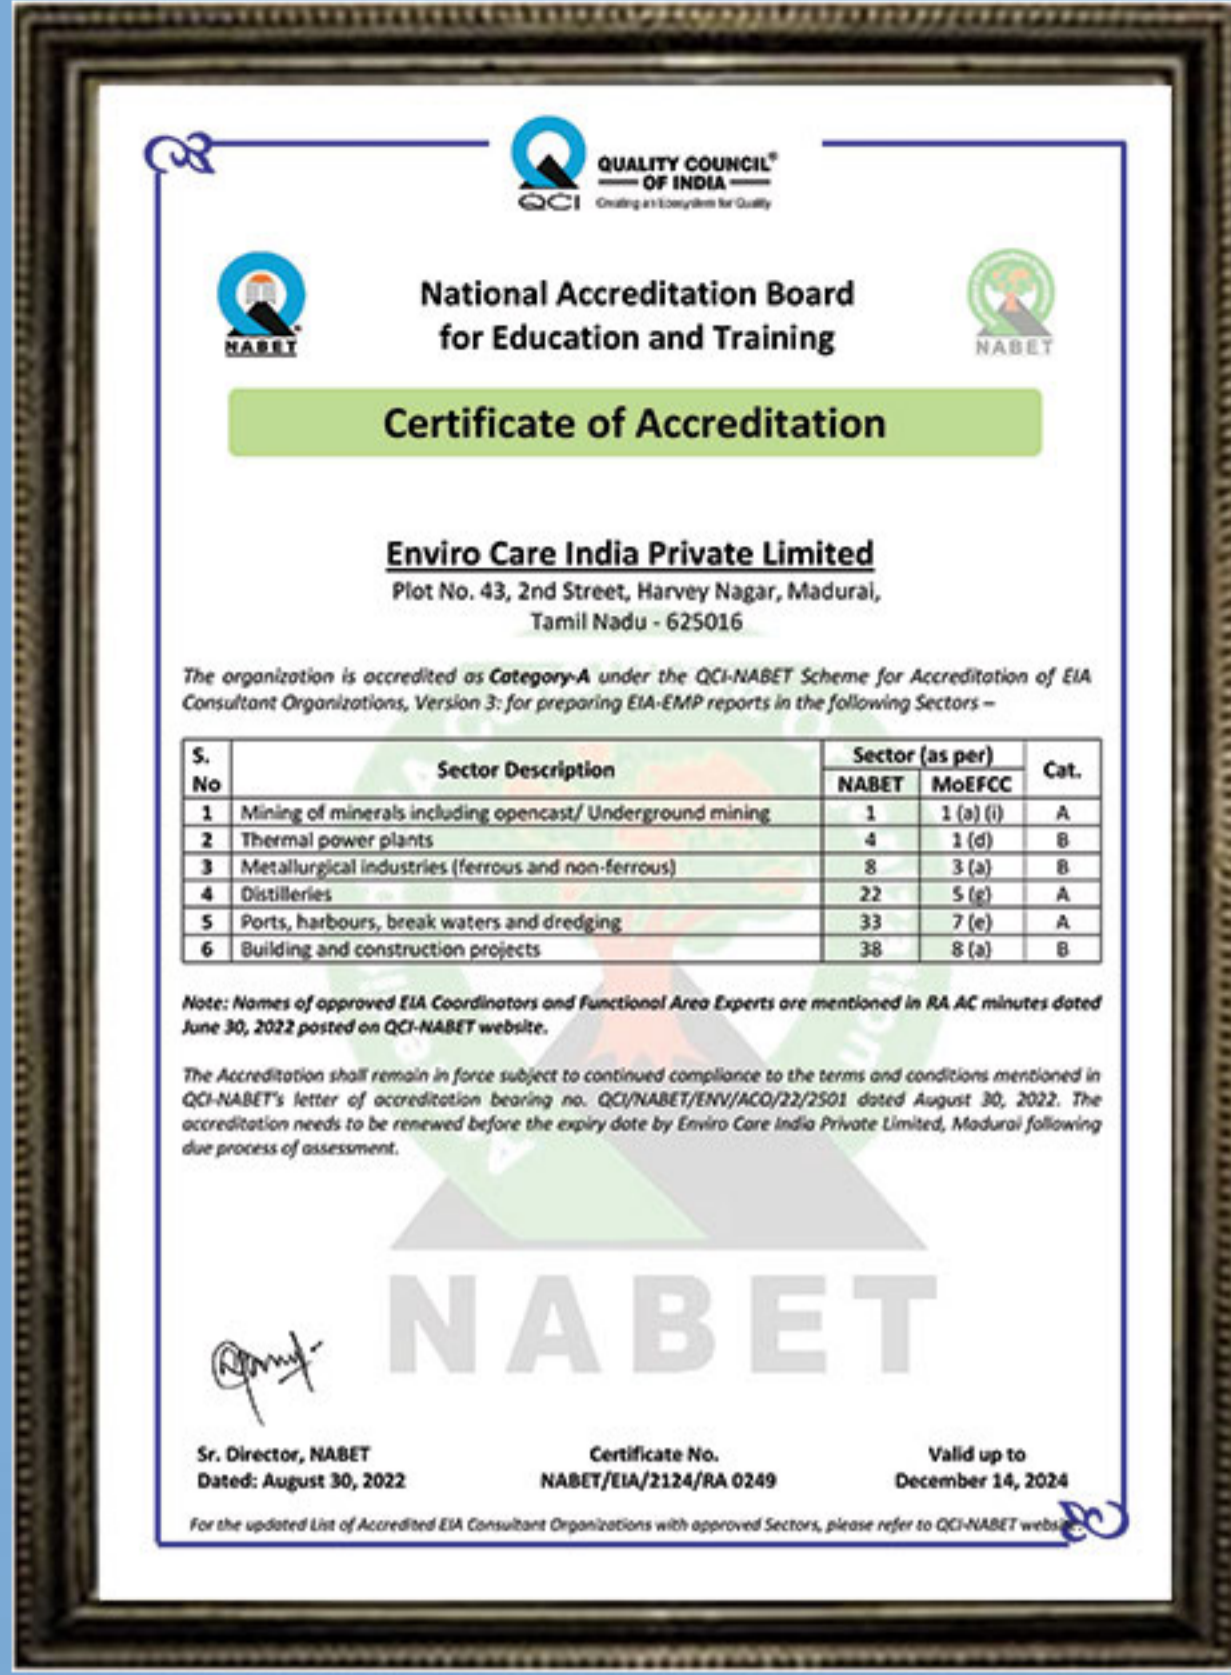 QUALITY COUNCIL®
OF INDIA
QCI
Creating an Ecosystem for Quality
NABET
National Accreditation Board
for Education and Training
NABET
Certificate of Accreditation
Enviro Care India Private Limited
Plot No. 43, 2nd Street, Harvey Nagar, Madurai,
Tamil Nadu - 625016
The organization is accredited as Category-A under the QCI-NABET Scheme for Accreditation of EIA
Consultant Organizations, Version 3: for preparing EIA-EMP reports in the following Sectors –
S. No Sector Description Sector (as per) Cat.
NABET MoEFCC
1 Mining of minerals including opencast/ Underground mining 1 1 (a) (i) A
2 Thermal power plants 4 1 (d) B
3 Metallurgical industries (ferrous and non-ferrous) 8 3 (a) B
4 Distilleries 22 5 (g) A
5 Ports, harbours, break waters and dredging 33 7 (e) A
6 Building and construction projects 38 8 (a) B
Note: Names of approved EIA Coordinators and Functional Area Experts are mentioned in RA AC minutes dated
June 30, 2022 posted on QCI-NABET website.
The Accreditation shall remain in force subject to continued compliance to the terms and conditions mentioned in
QCI-NABET's letter of accreditation bearing no. QCI/NABET/ENV/ACO/22/2501 dated August 30, 2022. The
accreditation needs to be renewed before the expiry date by Enviro Care India Private Limited, Madurai following
due process of assessment.
NABET
Sr. Director, NABET
Dated: August 30, 2022
Certificate No.
NABET/EIA/2124/RA 0249
Valid up to
December 14, 2024
For the updated List of Accredited EIA Consultant Organizations with approved Sectors, please refer to QCI-NABET